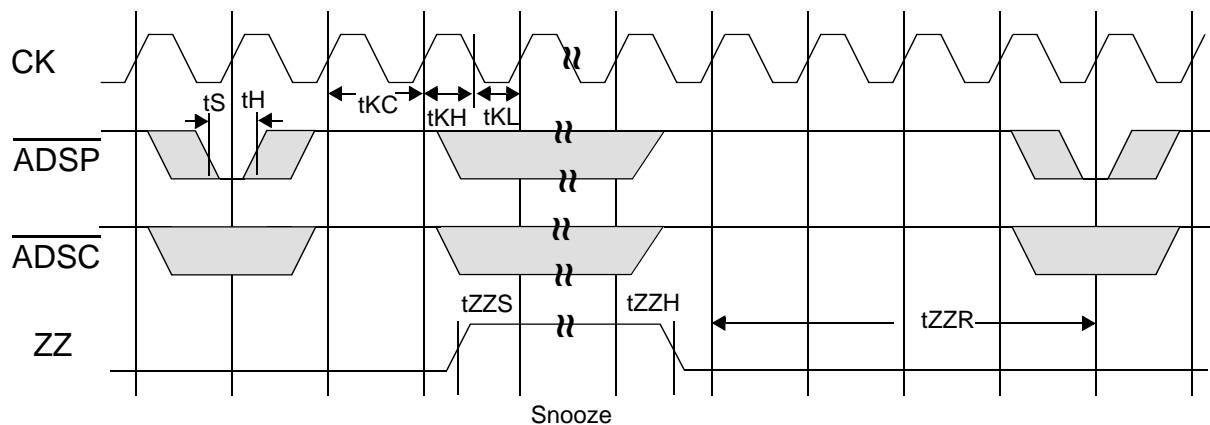 CK
tS
tH
tKC
tKH
tKL
ADSP
ADSC
tZZS
tZZH
tZZR
ZZ
Snooze